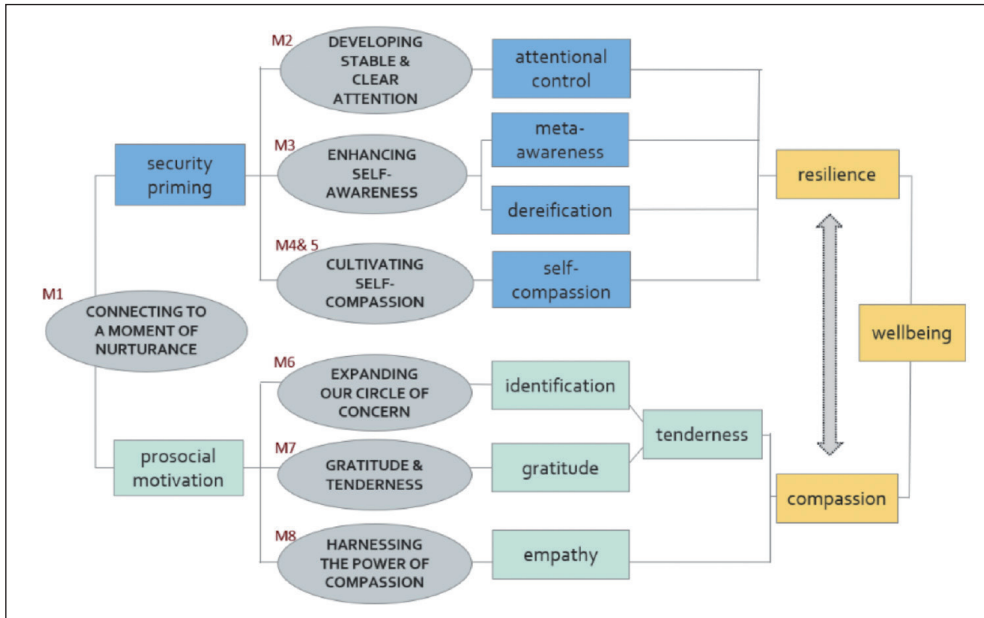 M2
DEVELOPING
STABLE &
CLEAR
ATTENTION
attentional
control
M3
ENHANCING
SELF-
AWARENESS
meta-
awareness
dereification
security
priming
resilience
M4& 5
CULTIVATING
SELF-
COMPASSION
self-
compassion
M1
CONNECTING TO
A MOMENT OF
NURTURANCE
wellbeing
M6
EXPANDING
OUR CIRCLE OF
CONCERN
identification
tenderness
prosocial
motivation
M7
GRATITUDE &
TENDERNESS
gratitude
compassion
M8
HARNESSING
THE POWER OF
COMPASSION
empathy